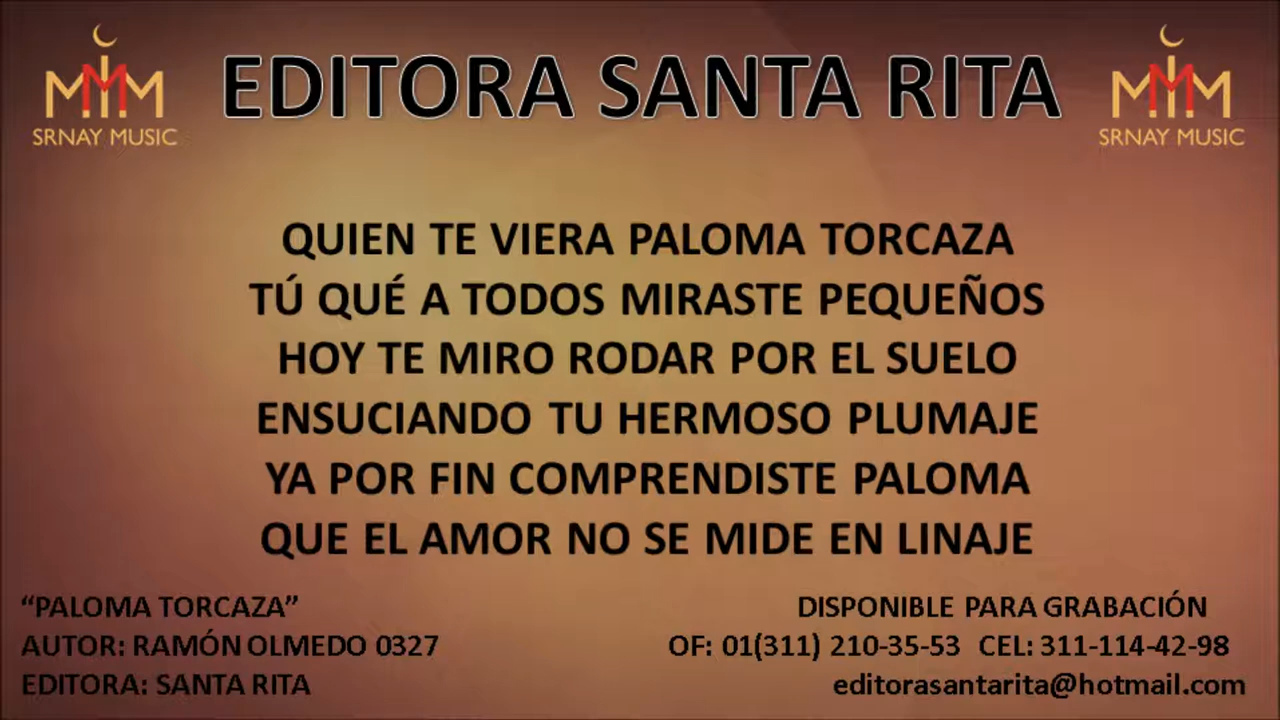 EDITORA SANTA RITA
MIM
SRNAY MUSIC
MIM
SRNAY MUSIC
QUIEN TE VIERA PALOMA TORCAZA
TÚ QUÉ A TODOS MIRASTE PEQUEÑOS
HOY TE MIRO RODAR POR EL SUELO
ENSUCIANDO TU HERMOSO PLUMAJE
YA POR FIN COMPRENDISTE PALOMA
QUE EL AMOR NO SE MIDE EN LINAJE
“PALOMA TORCAZA”
AUTOR: RAMÓN OLMEDO 0327
EDITORA: SANTA RITA
DISPONIBLE PARA GRABACIÓN
OF: 01(311) 210-35-53 CEL: 311-114-42-98
editorasantarita@hotmail.com